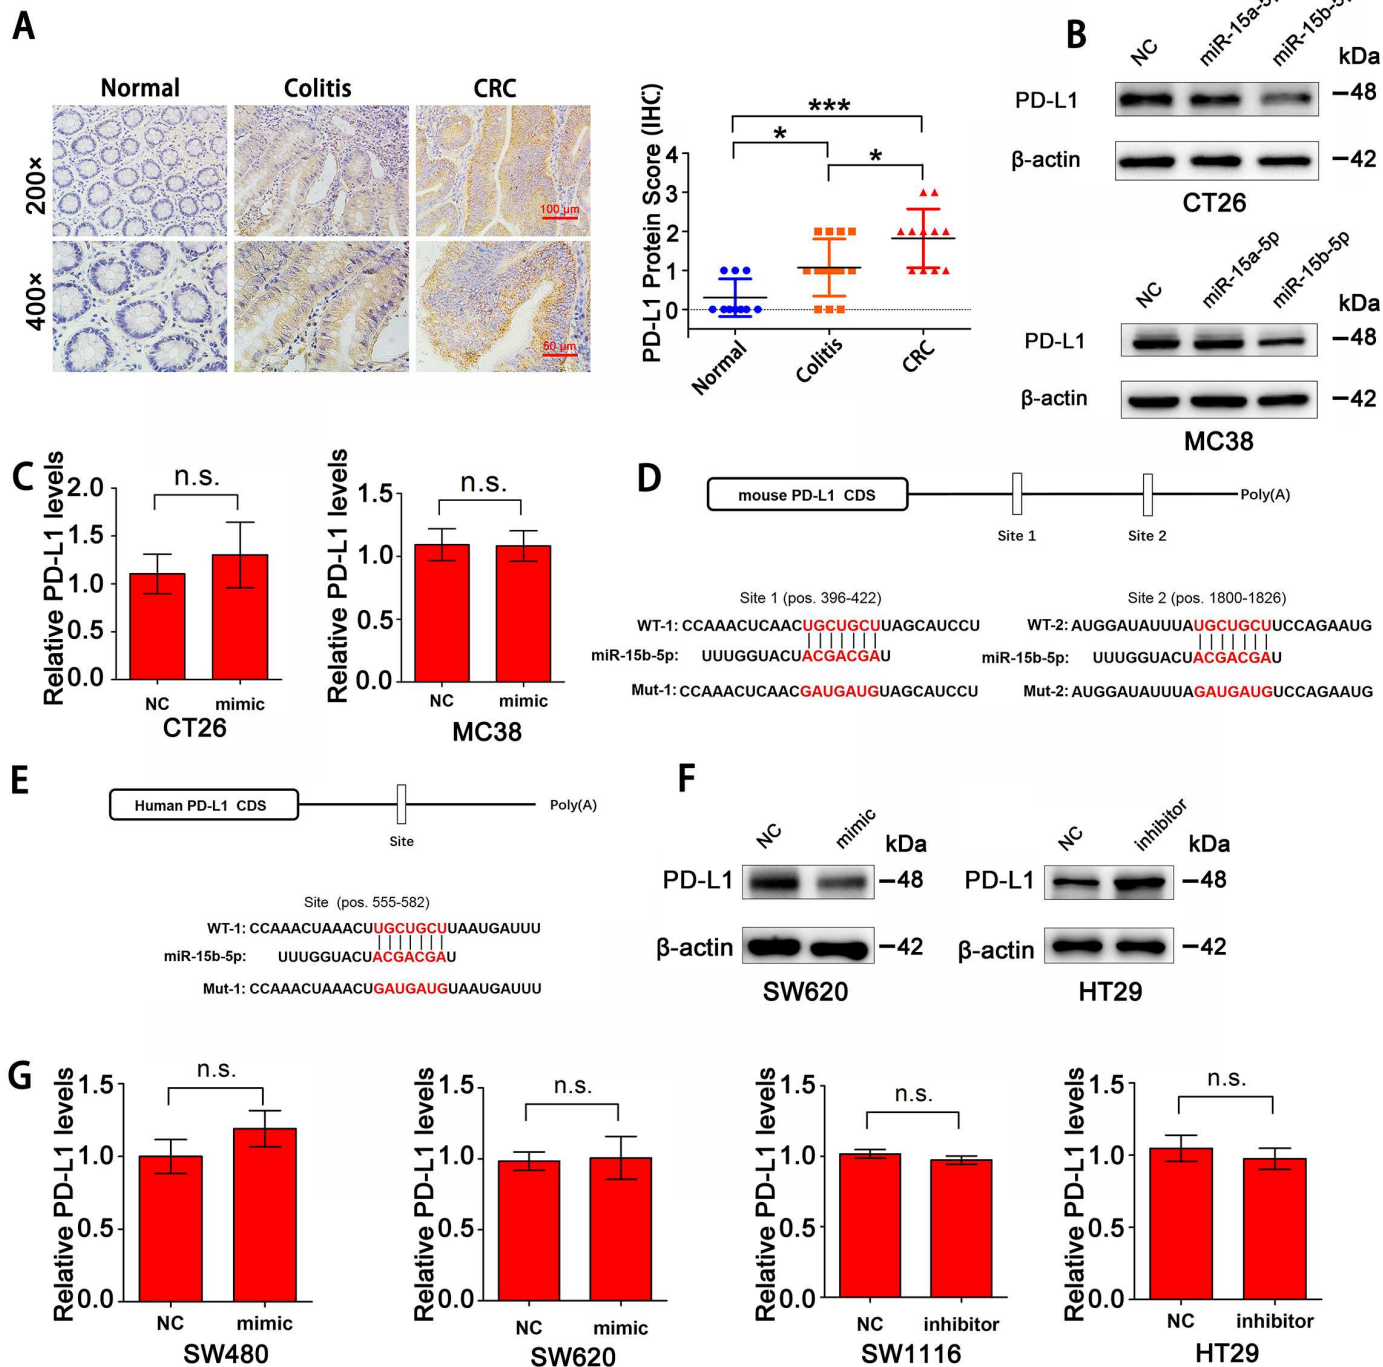 A
Normal Colitis CRC
200×
100 μm
400×
50 μm
PD-L1 Protein Score (IHC)
***
*
*
4
3
2
1
0
Normal Colitis CRC
B
NC miR-15a-5p miR-15b-5p
kDa
PD-L1 48
β-actin 42
CT26
NC miR-15a-5p miR-15b-5p
kDa
PD-L1 48
β-actin 42
MC38
C
Relative PD-L1 levels
2.0
1.5
1.0
0.5
0.0
n.s.
NC mimic
CT26
Relative PD-L1 levels
1.5
1.0
0.5
0.0
n.s.
NC mimic
MC38
D
mouse PD-L1 CDS
Poly(A)
Site 1 Site 2
Site 1 (pos. 396-422)
WT-1: CCAAACUCAACUGCUGCUUAGCAUCCU
miR-15b-5p: UUUGGUACUACGACGAU
Mut-1: CCAAACUCAACGAUGAUGUAGCAUCCU
Site 2 (pos. 1800-1826)
WT-2: AUGGAUAUUUAUGCUGCUUCCAGAAUG
miR-15b-5p: UUUGGUACUACGACGAU
Mut-2: AUGGAUAUUUAGAUGAUGUCCAGAAUG
E
Human PD-L1 CDS
Poly(A)
Site
Site (pos. 555-582)
WT-1: CCAAACUAAACUUGCUGCUUAAUGAUUU
miR-15b-5p: UUUGGUACUACGACGAU
Mut-1: CCAAACUAAACUGAUGAUGUAAUGAUUU
F
NC mimic
kDa
PD-L1 48
β-actin 42
SW620
NC inhibitor
kDa
PD-L1 48
β-actin 42
HT29
G
Relative PD-L1 levels
1.5
1.0
0.5
0.0
n.s.
NC mimic
SW480
Relative PD-L1 levels
1.5
1.0
0.5
0.0
n.s.
NC mimic
SW620
Relative PD-L1 levels
1.5
1.0
0.5
0.0
n.s.
NC inhibitor
SW1116
Relative PD-L1 levels
1.5
1.0
0.5
0.0
n.s.
NC inhibitor
HT29